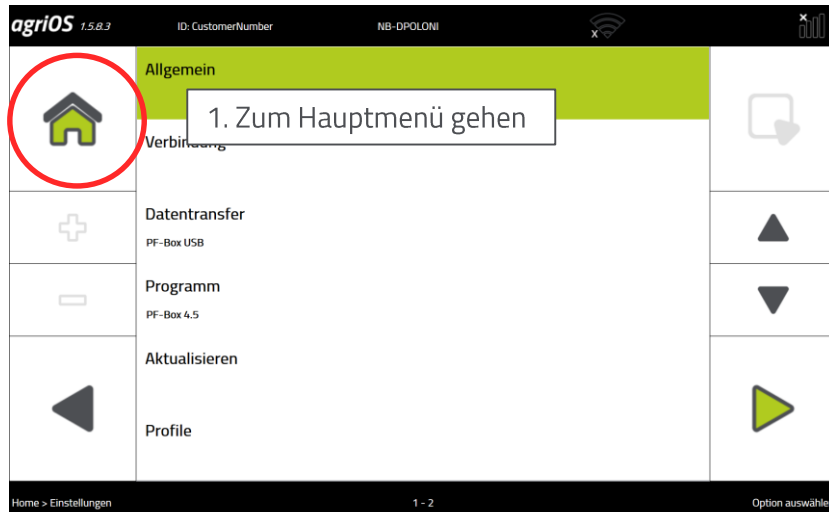 agriOS 1.5.8.3 ID: CustomerNumber NB-DPOLONI x x
Allgemein
1. Zum Hauptmenü gehen
Verbindung
Datentransfer
PF-Box USB
Programm
PF-Box 4.5
Aktualisieren
Profile
Home > Einstellungen 1 - 2 Option auswähle